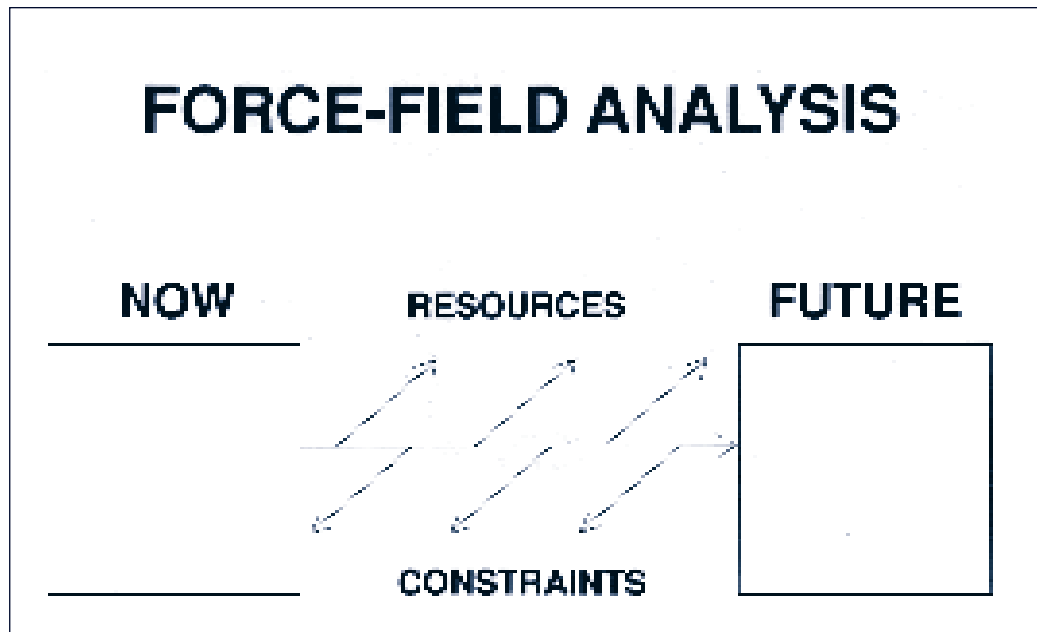 FORCE-FIELD ANALYSIS
NOW
RESOURCES
FUTURE
CONSTRAINTS